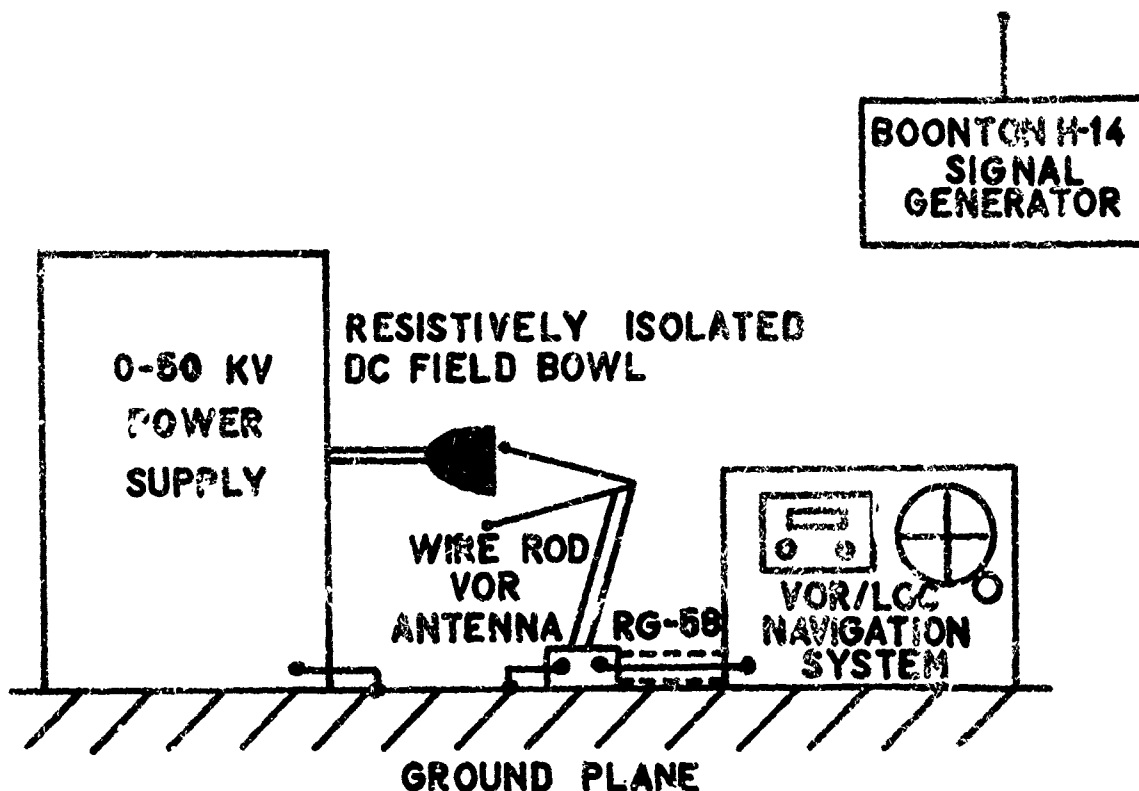 BOONTON H-14
SIGNAL
GENERATOR
RESISTIVELY ISOLATED
DC FIELD BOWL
0-50 KV
POWER
SUPPLY
WIRE ROD
VOR
ANTENNA
RG-58
VOR/LOC
NAVIGATION
SYSTEM
GROUND PLANE